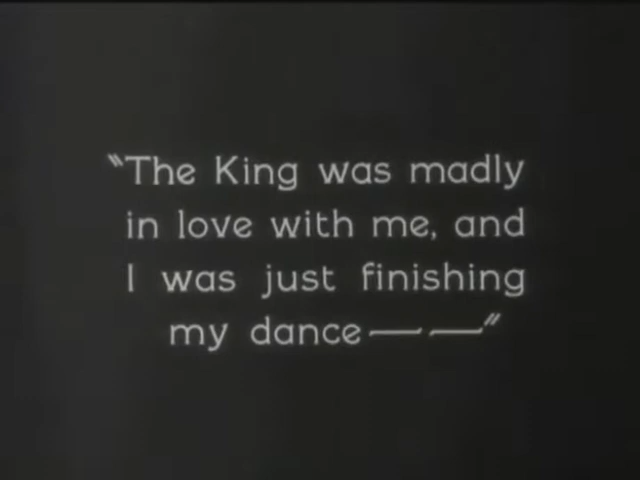 "The King was madly
in love with me, and
I was just finishing
my dance — —"